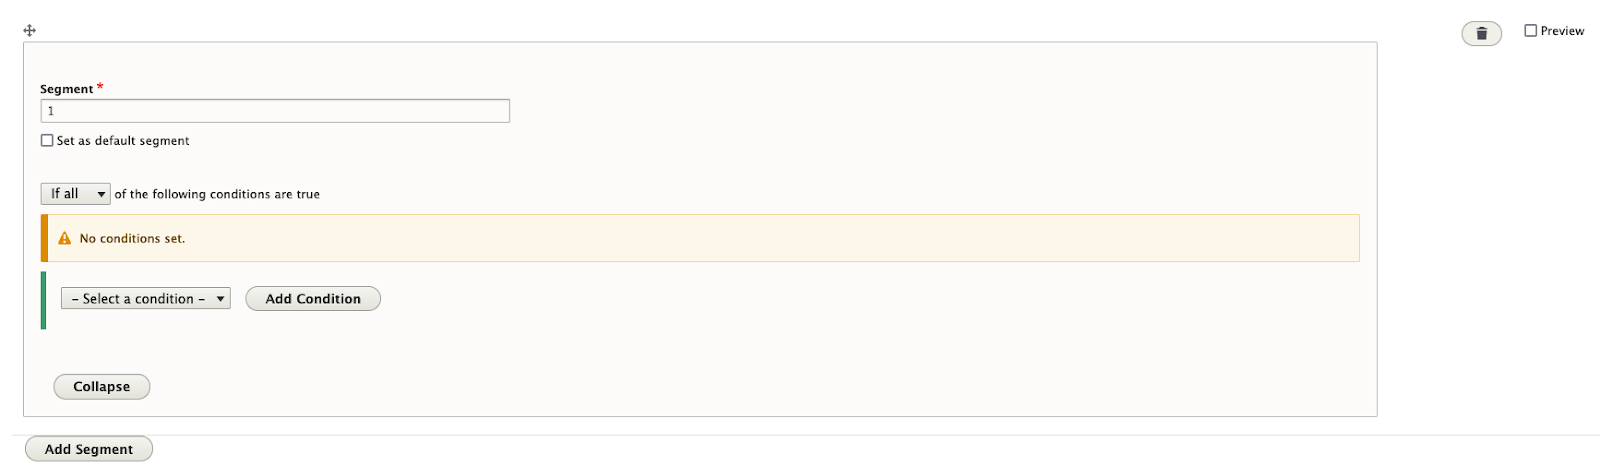 Preview
Segment *
1
Set as default segment
If all of the following conditions are true
No conditions set.
– Select a condition – Add Condition
Collapse
Add Segment